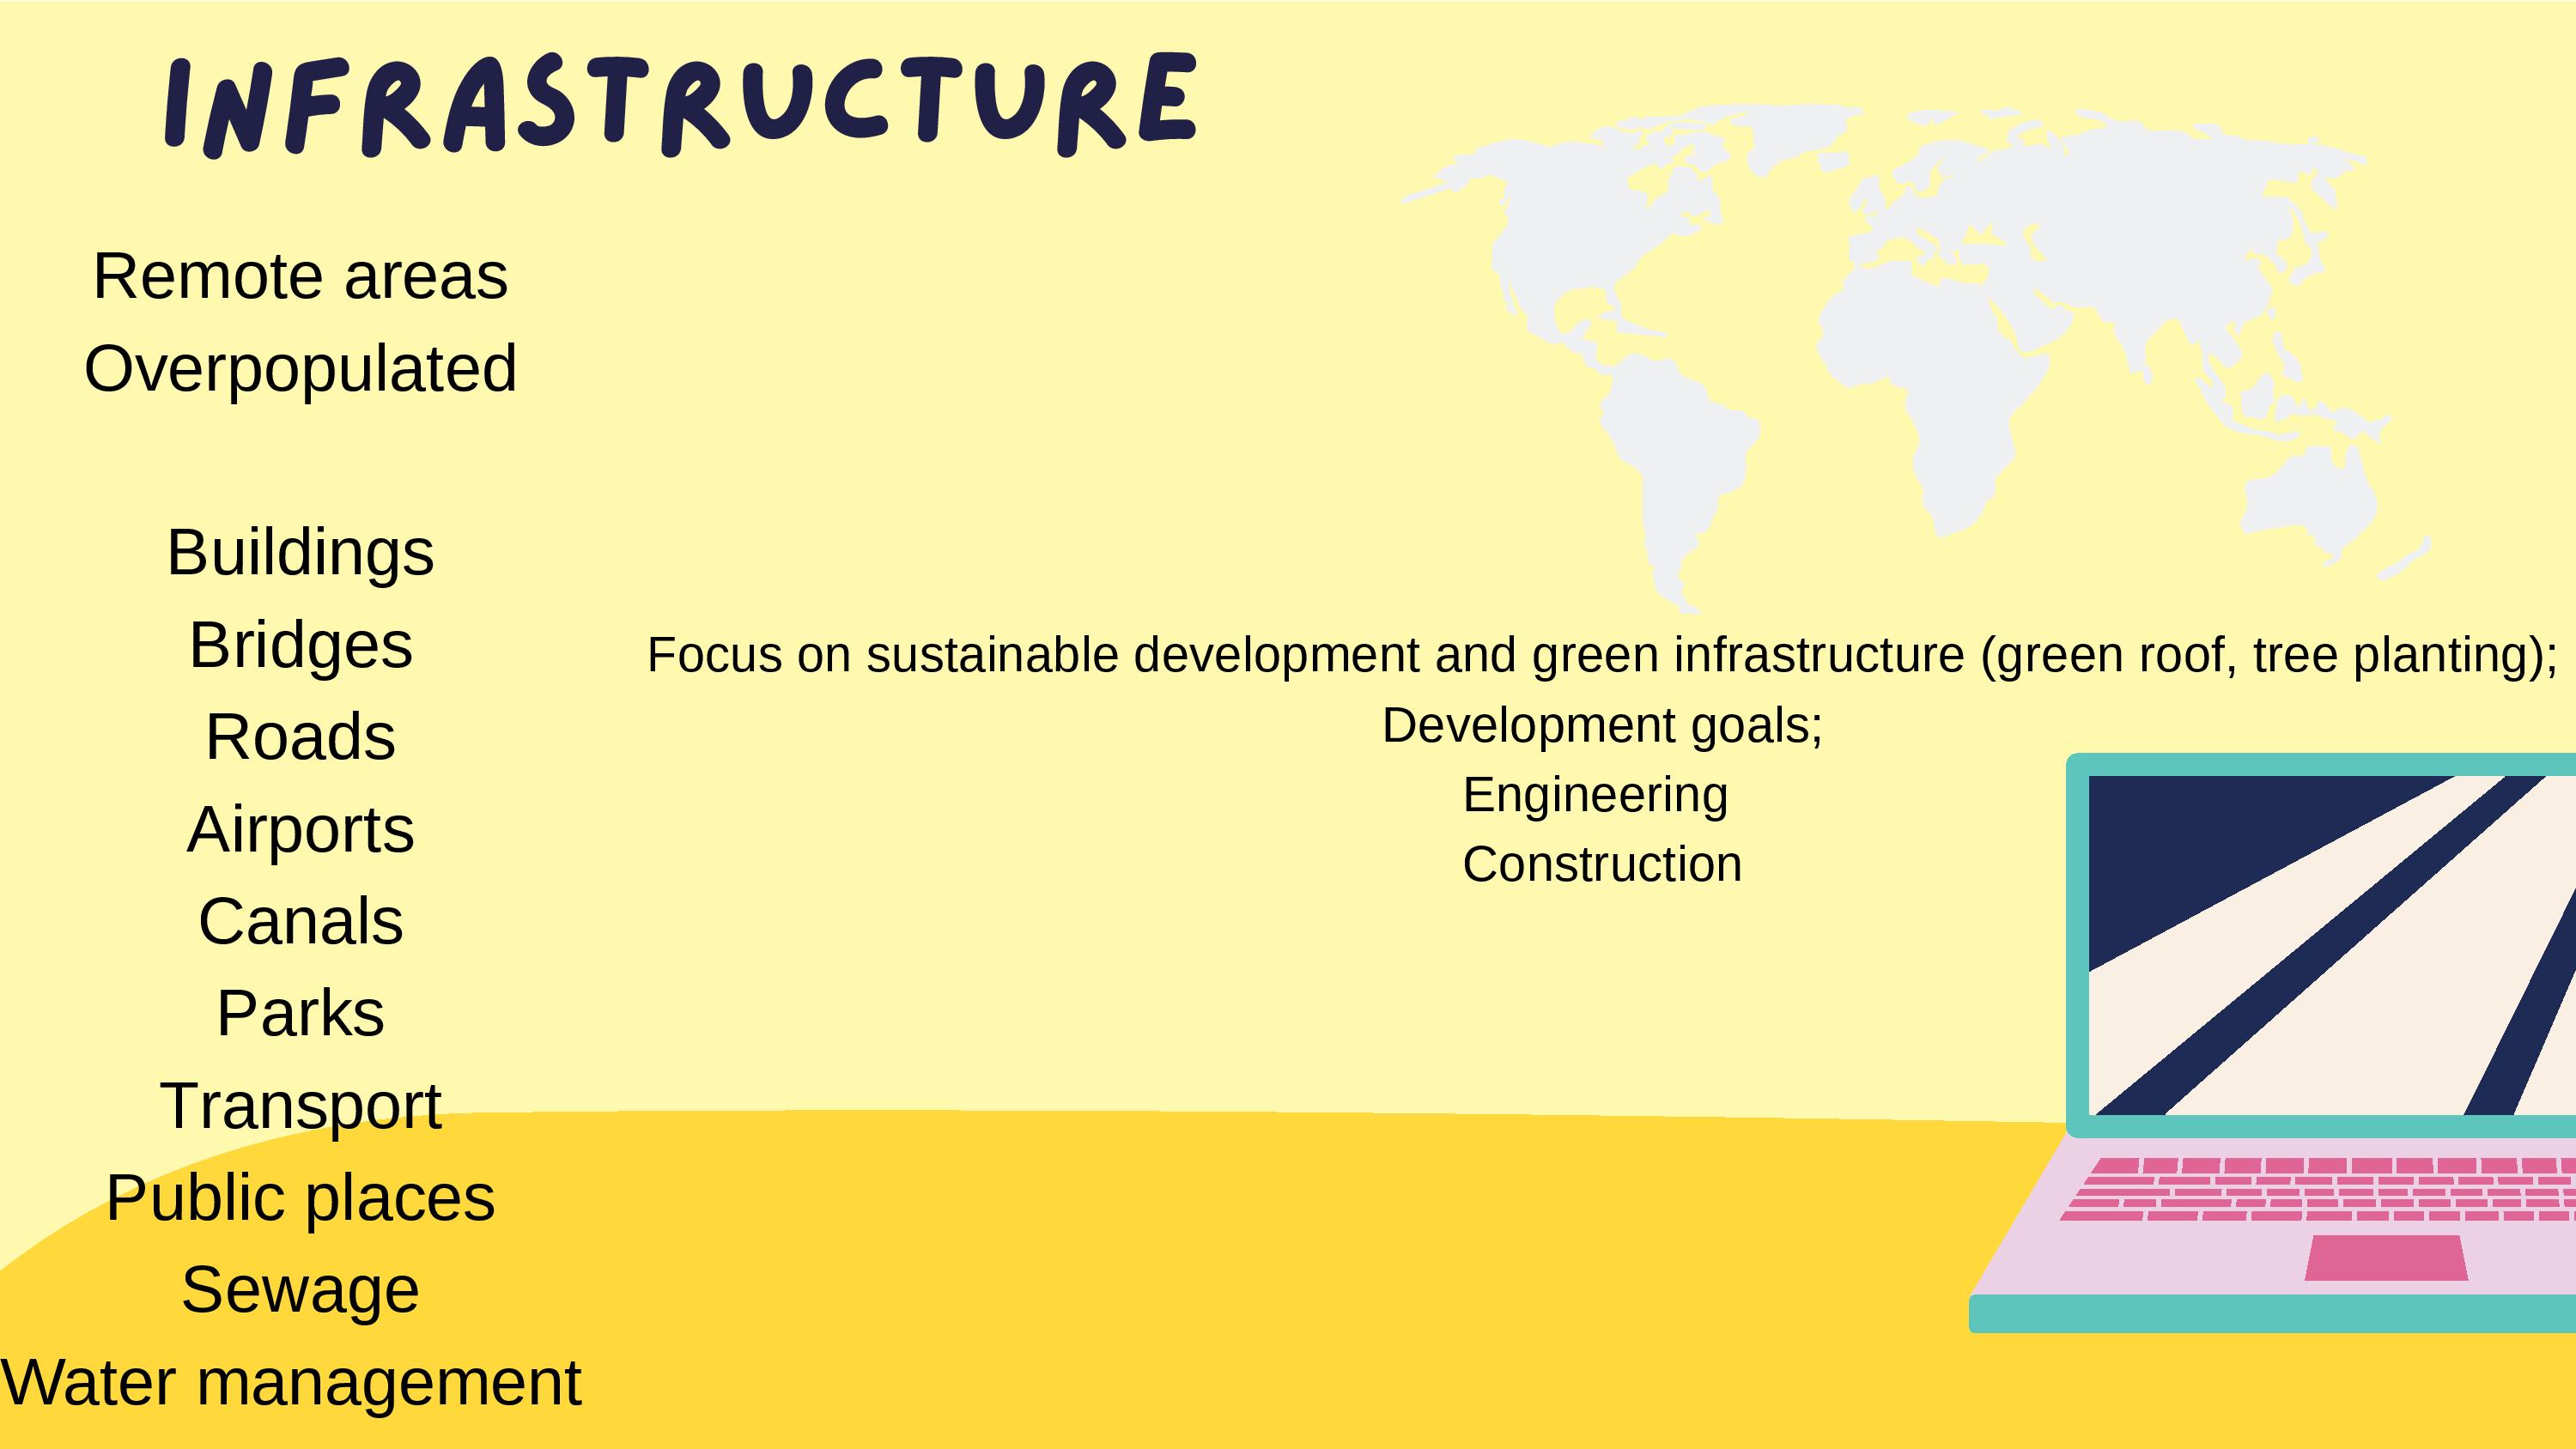 INFRASTRUCTURE
Remote areas
Overpopulated
Buildings
Bridges
Roads
Airports
Canals
Parks
Transport
Public places
Sewage
Water management
Focus on sustainable development and green infrastructure (green roof, tree planting);
Development goals;
Engineering
Construction